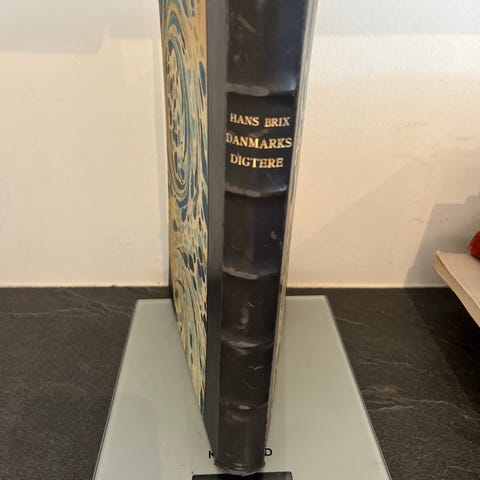 HANS BRIX
DANMARKS
DIGTERE